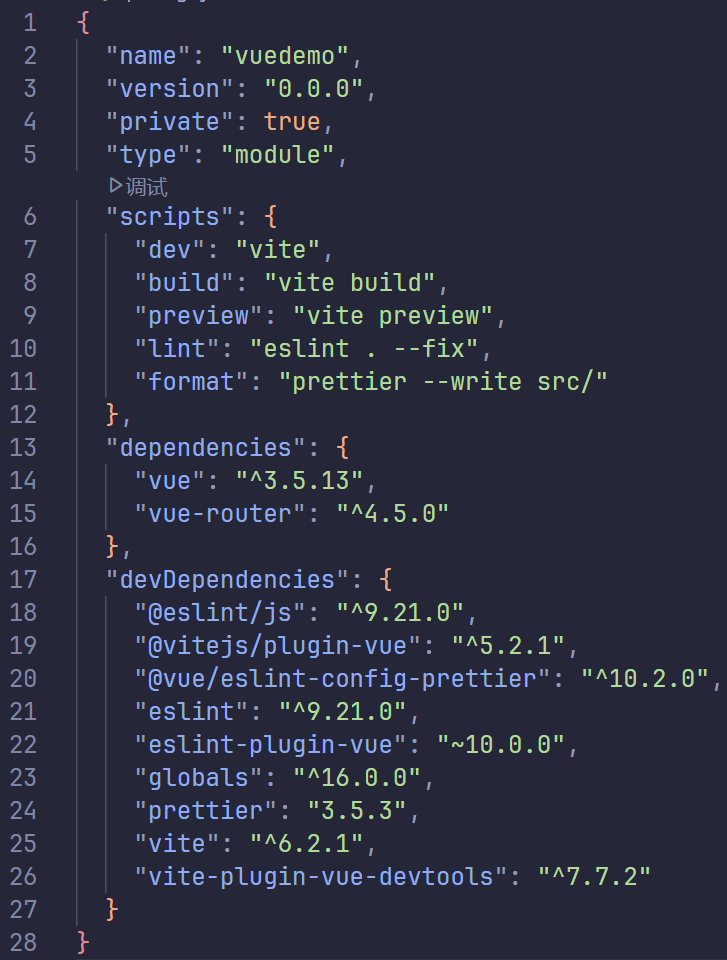 1 {
2   "name": "vuedemo",
3   "version": "0.0.0",
4   "private": true,
5   "type": "module",
▷调试
6   "scripts": {
7     "dev": "vite",
8     "build": "vite build",
9     "preview": "vite preview",
10     "lint": "eslint . --fix",
11     "format": "prettier --write src/"
12   },
13   "dependencies": {
14     "vue": "^3.5.13",
15     "vue-router": "^4.5.0"
16   },
17   "devDependencies": {
18     "@eslint/js": "^9.21.0",
19     "@vitejs/plugin-vue": "^5.2.1",
20     "@vue/eslint-config-prettier": "^10.2.0",
21     "eslint": "^9.21.0",
22     "eslint-plugin-vue": "~10.0.0",
23     "globals": "^16.0.0",
24     "prettier": "3.5.3",
25     "vite": "^6.2.1",
26     "vite-plugin-vue-devtools": "^7.7.2"
27   }
28 }